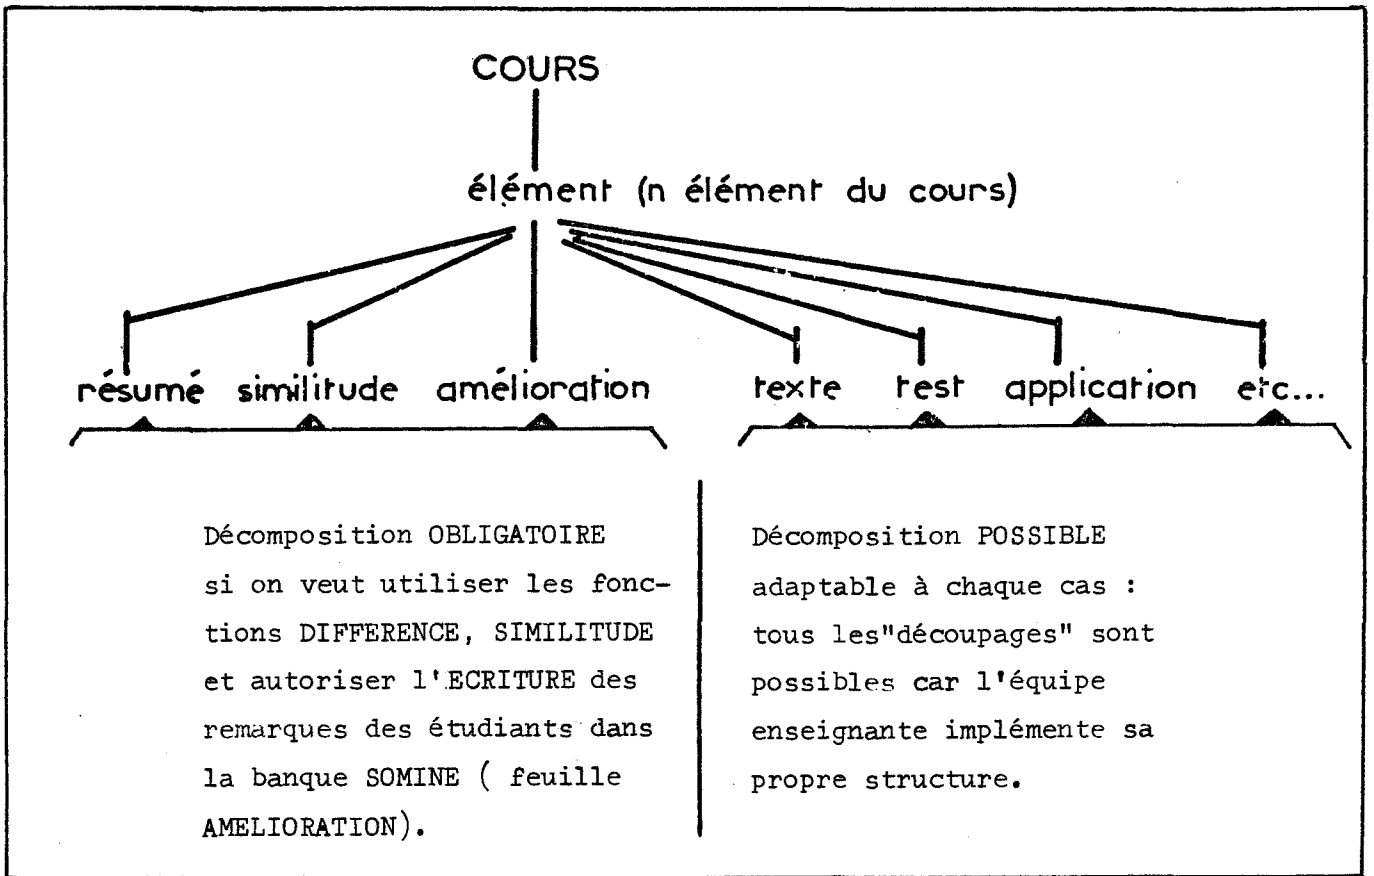 COURS
élément (n élément du cours)
résumé similitude amélioration texte test application etc...
Décomposition OBLIGATOIRE
si on veut utiliser les fonc-
tions DIFFERENCE, SIMILITUDE
et autoriser l'ECRITURE des
remarques des étudiants dans
la banque SOMINE ( feuille
AMELIORATION).
Décomposition POSSIBLE
adaptable à chaque cas :
tous les"découpages" sont
possibles car l'équipe
enseignante implémente sa
propre structure.